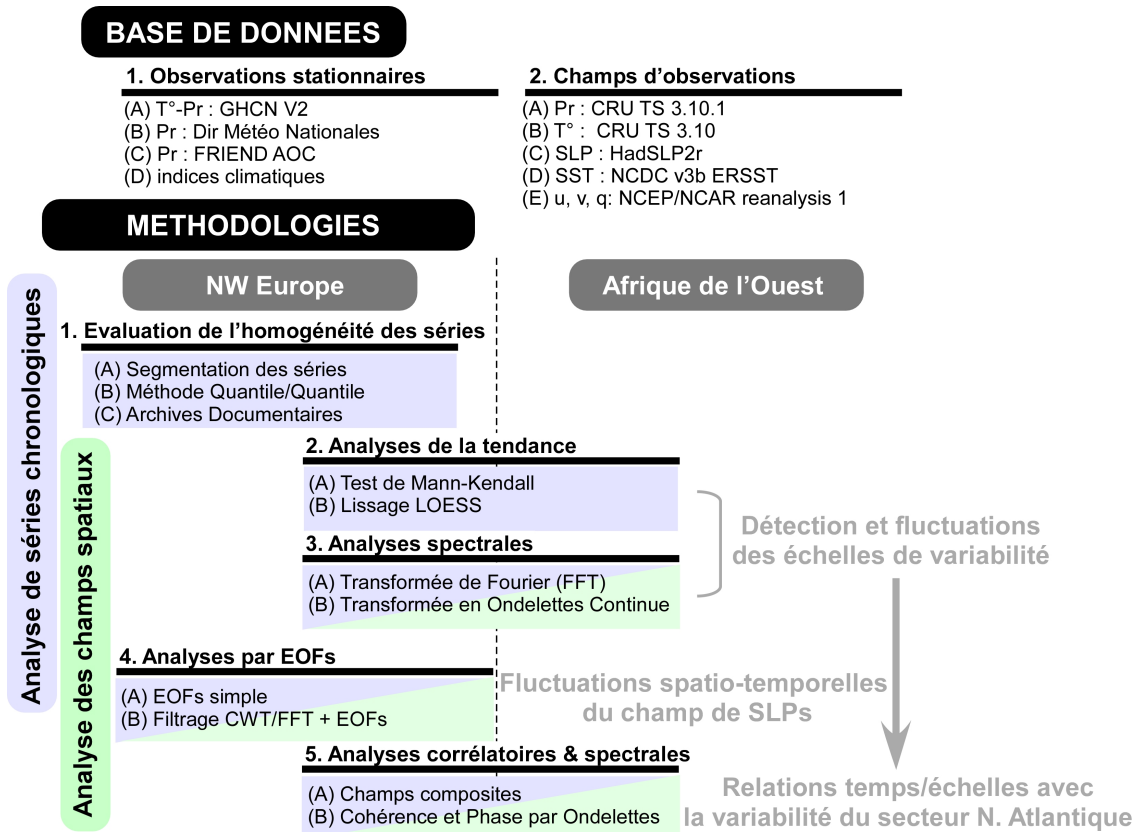 BASE DE DONNEES
1. Observations stationnaires
(A) T°-Pr : GHCN V2
(B) Pr : Dir Météo Nationales
(C) Pr : FRIEND AOC
(D) indices climatiques
2. Champs d'observations
(A) Pr : CRU TS 3.10.1
(B) T° : CRU TS 3.10
(C) SLP : HadSLP2r
(D) SST : NCDC v3b ERSST
(E) u, v, q: NCEP/NCAR reanalysis 1
METHODOLOGIES
NW Europe
Afrique de l'Ouest
Analyse de séries chronologiques
Analyse des champs spatiaux
1. Evaluation de l'homogénéité des séries
(A) Segmentation des séries
(B) Méthode Quantile/Quantile
(C) Archives Documentaires
2. Analyses de la tendance
(A) Test de Mann-Kendall
(B) Lissage LOESS
3. Analyses spectrales
(A) Transformée de Fourier (FFT)
(B) Transformée en Ondelettes Continue
Détection et fluctuations
des échelles de variabilité
4. Analyses par EOFs
(A) EOFs simple
(B) Filtrage CWT/FFT + EOFs
Fluctuations spatio-temporelles
du champ de SLPs
5. Analyses corrélatoires & spectrales
(A) Champs composites
(B) Cohérence et Phase par Ondelettes
Relations temps/échelles avec
la variabilité du secteur N. Atlantique